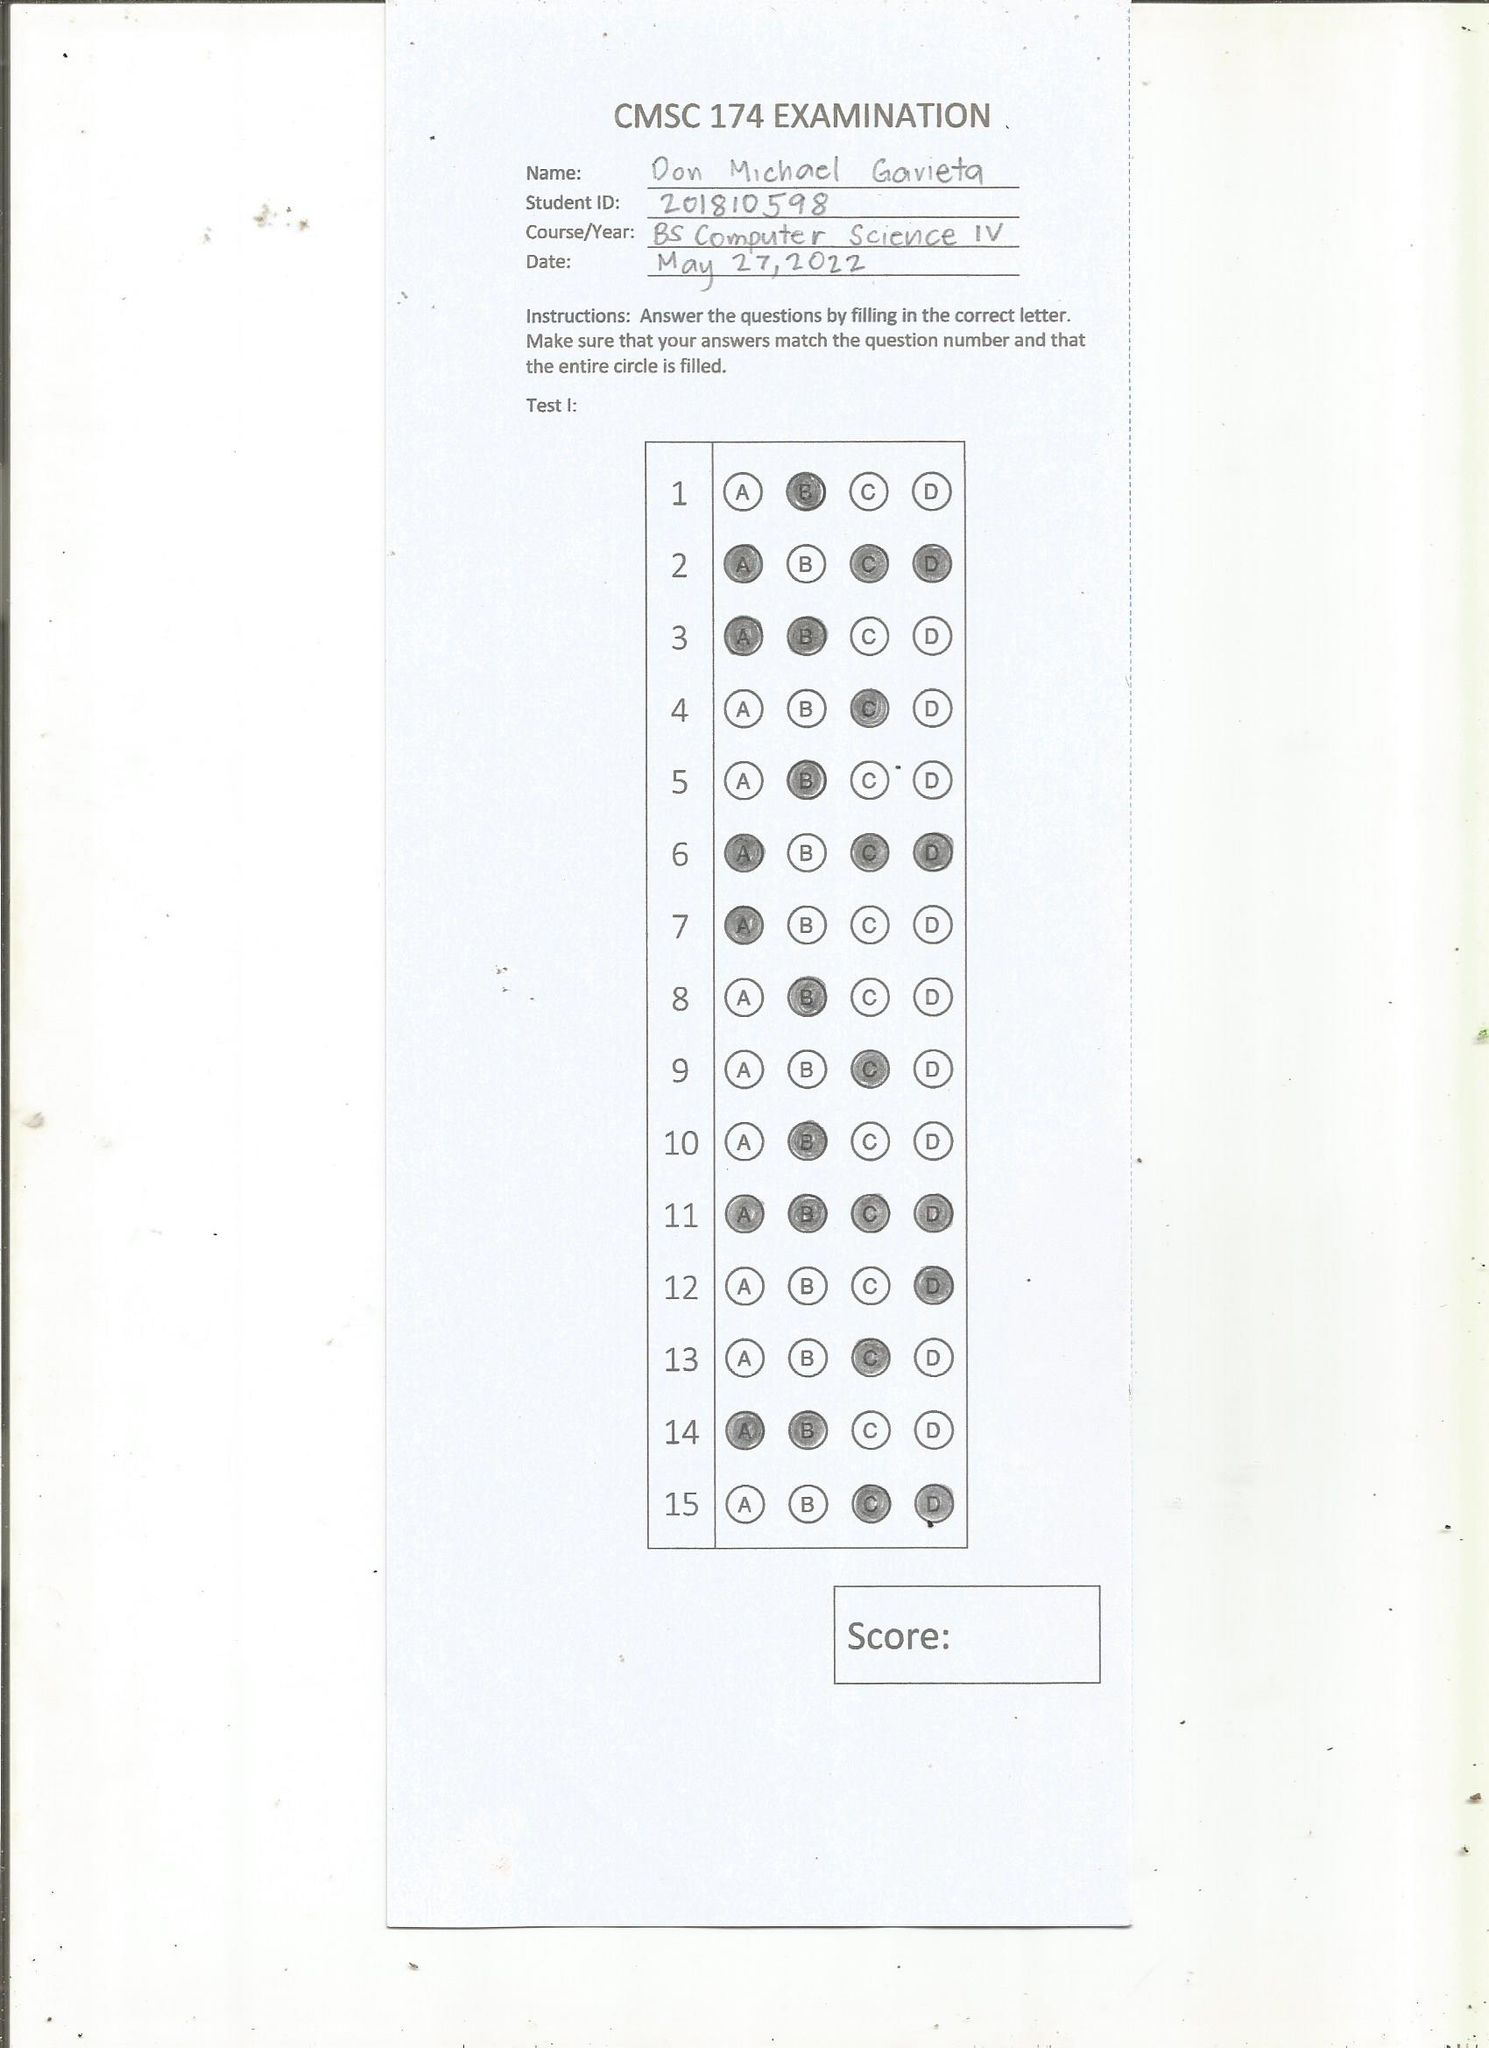 CMSC 174 EXAMINATION
Name: Don Michael Gavieta
Student ID: 201810598
Course/Year: BS Computer Science IV
Date: May 27, 2022
Instructions: Answer the questions by filling in the correct letter.
Make sure that your answers match the question number and that
the entire circle is filled.
Test I:
1 A B C D
2 A B C D
3 A B C D
4 A B C D
5 A B C D
6 A B C D
7 A B C D
8 A B C D
9 A B C D
10 A B C D
11 A B C D
12 A B C D
13 A B C D
14 A B C D
15 A B C D
Score: